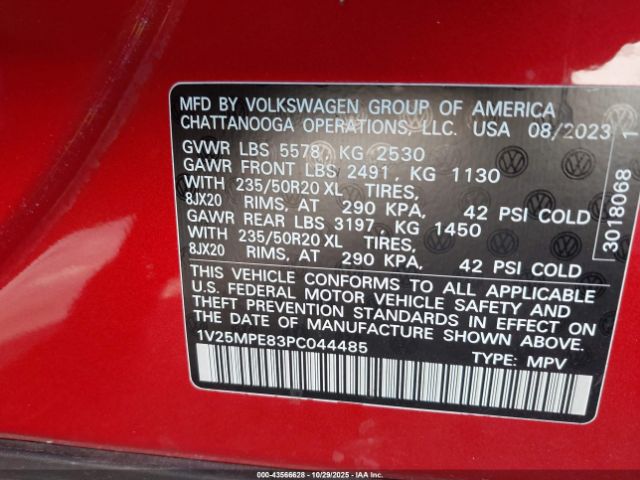 MFD BY VOLKSWAGEN GROUP OF AMERICA
CHATTANOOGA OPERATIONS, LLC. USA 08/2023
GVWR LBS 5578, KG 2530
GAWR FRONT LBS 2491, KG 1130
WITH 235/50R20 XL TIRES,
8JX20 RIMS, AT 290 KPA, 42 PSI COLD
GAWR REAR LBS 3197, KG 1450
WITH 235/50R20 XL TIRES,
8JX20 RIMS, AT 290 KPA, 42 PSI COLD
THIS VEHICLE CONFORMS TO ALL APPLICABLE
U.S. FEDERAL MOTOR VEHICLE SAFETY AND
THEFT PREVENTION STANDARDS IN EFFECT ON
THE DATE OF MANUFACTURE SHOWN ABOVE.
1V25MPE83PC044485
TYPE: MPV
3018068
1
00-43566628 - 10/29/2025 - Copyright © IAA, Inc